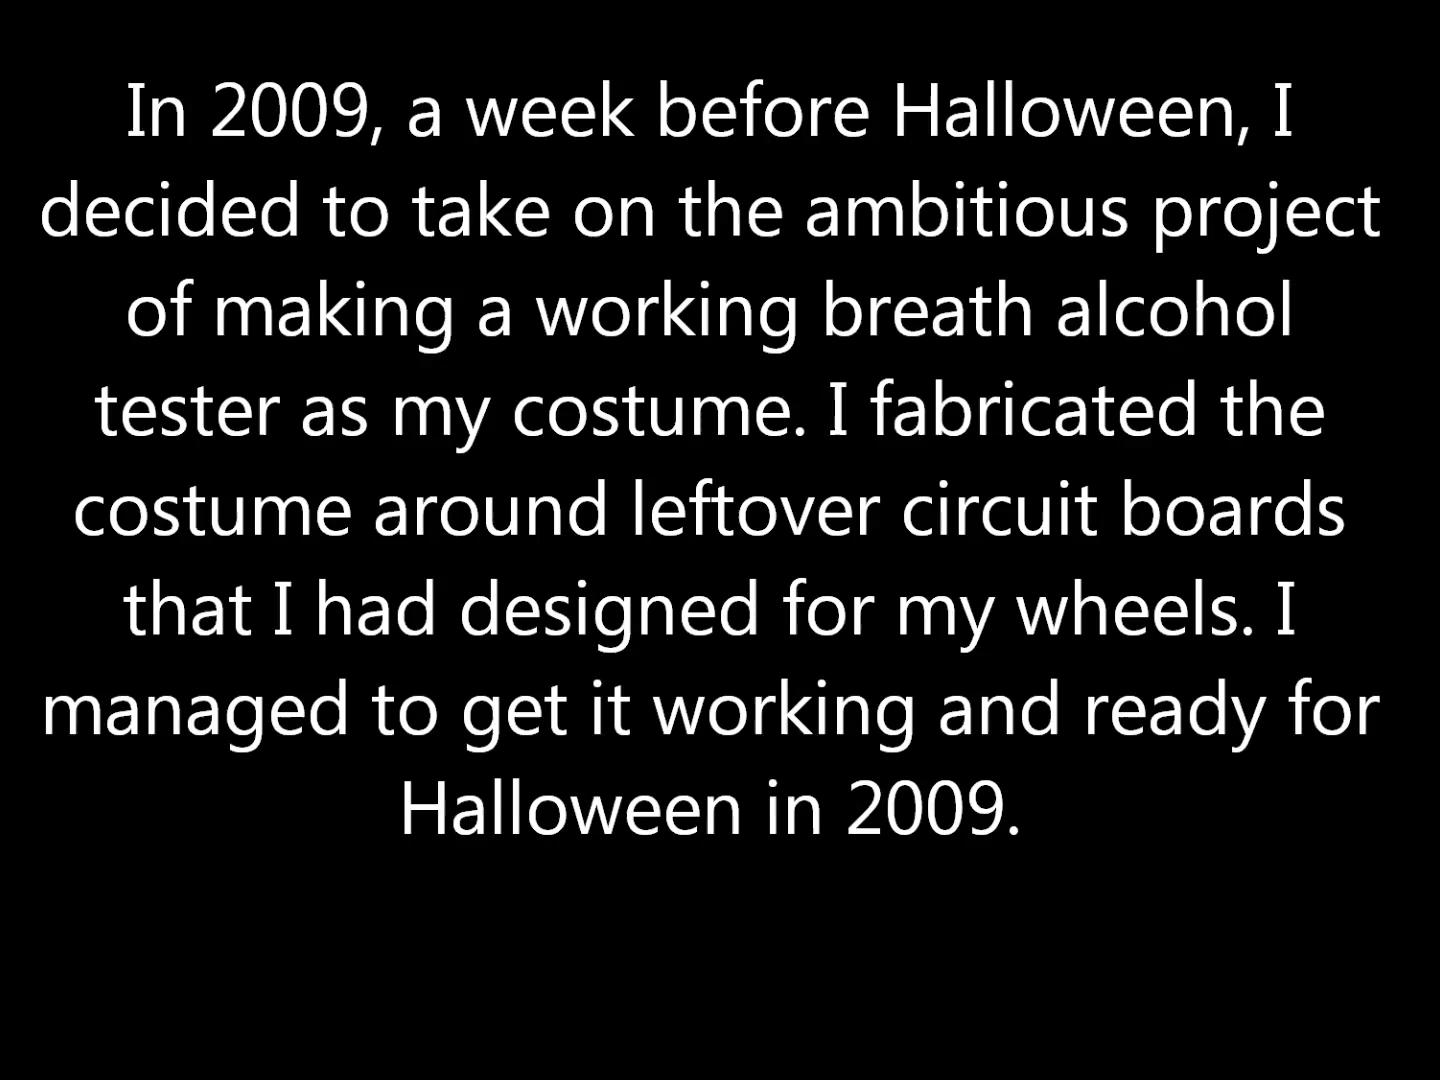 In 2009, a week before Halloween, I
decided to take on the ambitious project
of making a working breath alcohol
tester as my costume. I fabricated the
costume around leftover circuit boards
that I had designed for my wheels. I
managed to get it working and ready for
Halloween in 2009.